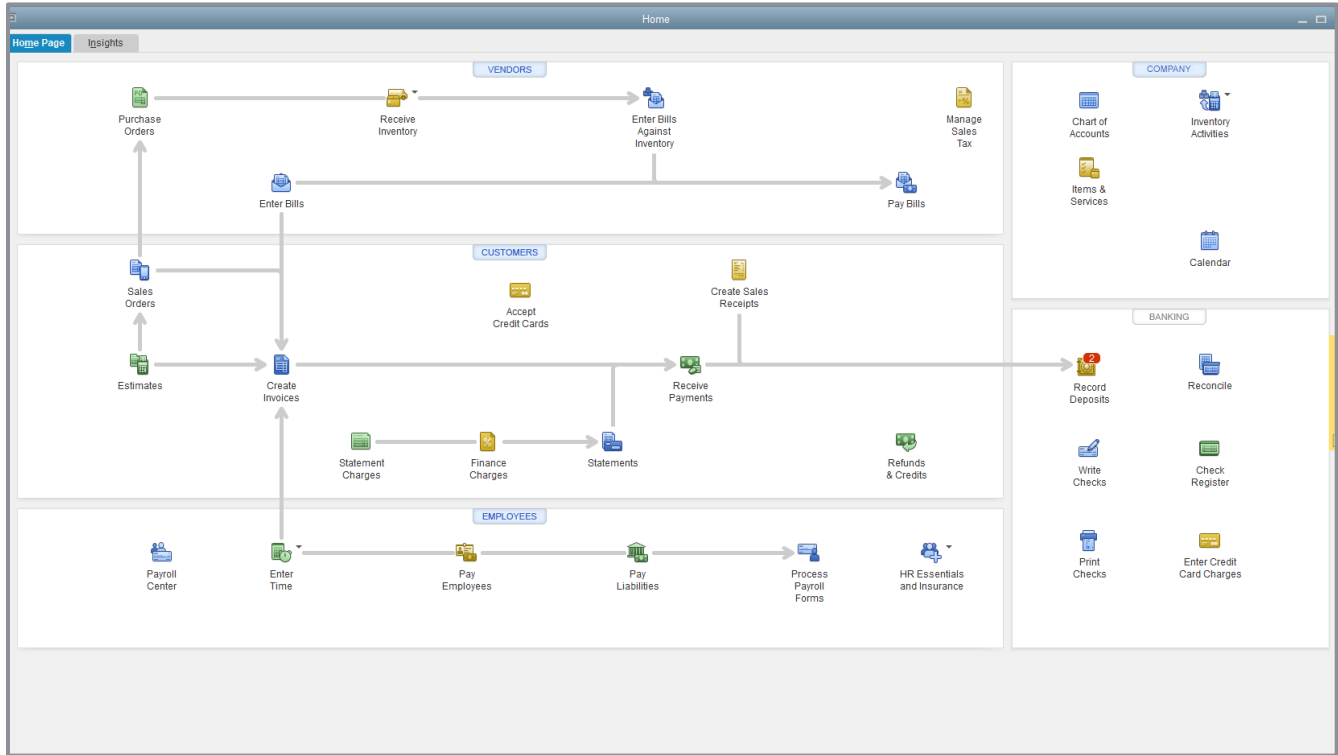 Home
Home Page
Insights
VENDORS
Purchase
Orders
Receive
Inventory
Enter Bills
Against
Inventory
Manage
Sales
Tax
Enter Bills
Pay Bills
CUSTOMERS
Sales
Orders
Accept
Credit Cards
Create Sales
Receipts
Estimates
Create
Invoices
Receive
Payments
Statement
Charges
Finance
Charges
Statements
Refunds
& Credits
EMPLOYEES
Payroll
Center
Enter
Time
Pay
Employees
Pay
Liabilities
Process
Payroll
Forms
HR Essentials
and Insurance
COMPANY
Chart of
Accounts
Inventory
Activities
Items &
Services
Calendar
BANKING
2
Record
Deposits
Reconcile
Write
Checks
Check
Register
Print
Checks
Enter Credit
Card Charges